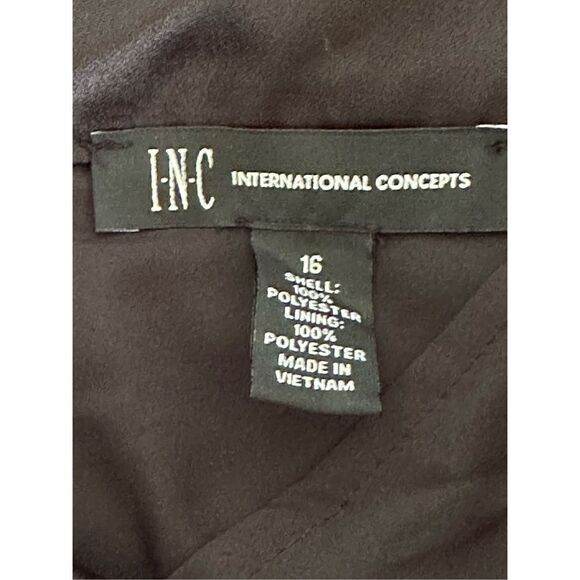 I·N·C INTERNATIONAL CONCEPTS
16
SHELL:
100%
POLYESTER
LINING:
100%
POLYESTER
MADE IN
VIETNAM